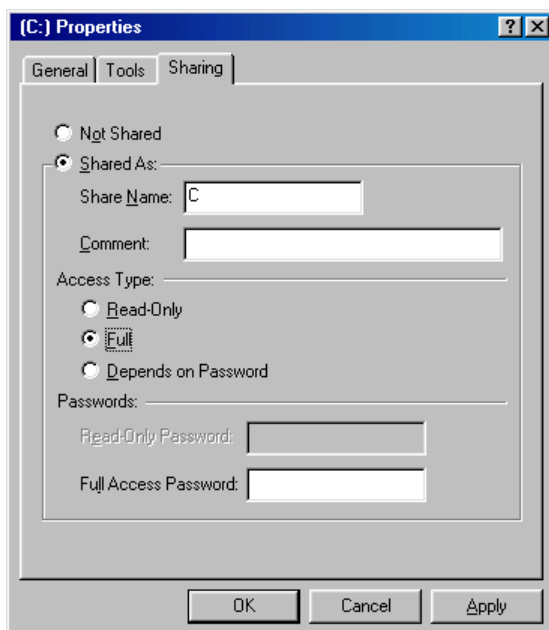 (C:) Properties
General Tools Sharing
Not Shared
Shared As:
Share Name: C
Comment:
Access Type:
Read-Only
Full
Depends on Password
Passwords:
Read-Only Password:
Full Access Password:
OK Cancel Apply